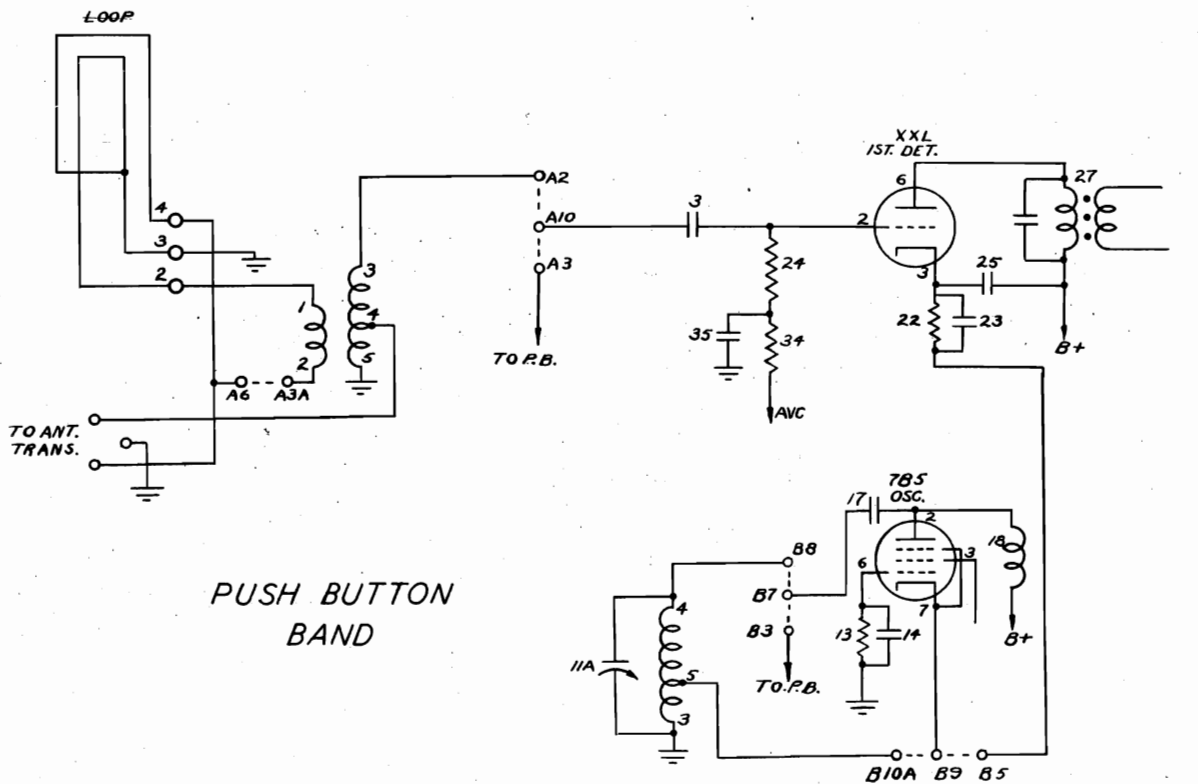 LOOP
4
3
2
1
2
3
4
5
A6
A3A
TO ANT.
TRANS.
A2
A10
A3
TO P.B.
3
24
35
34
AVC
XXL
1ST. DET.
6
2
3
25
22
23
27
B+
PUSH BUTTON
BAND
11A
4
5
3
B8
B7
B3
TO.P.B.
17
7B5
OSC.
2
3
6
7
13
14
18
B+
B10A
B9
B5